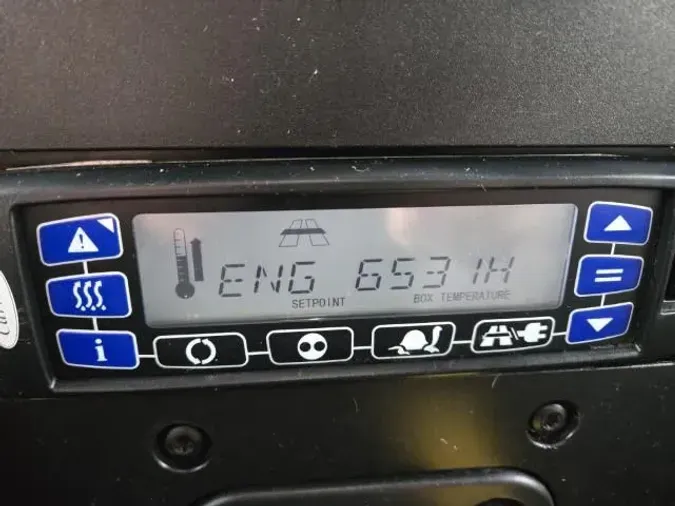 ENG 6531H
SETPOINT BOX TEMPERATURE
i